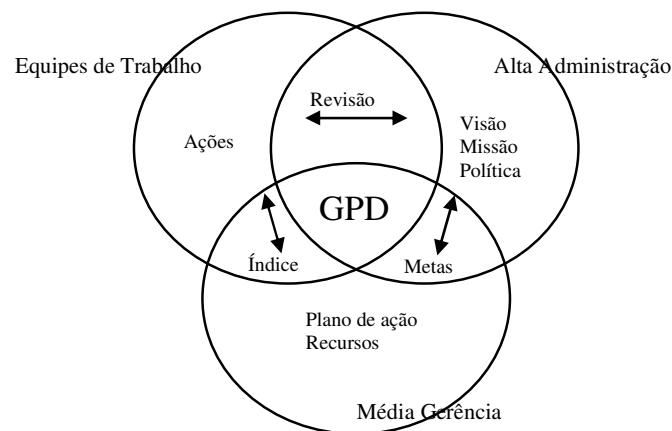 Equipes de Trabalho
Alta Administração
Revisão
Visão
Missão
Política
Ações
GPD
Índice
Metas
Plano de ação
Recursos
Média Gerência